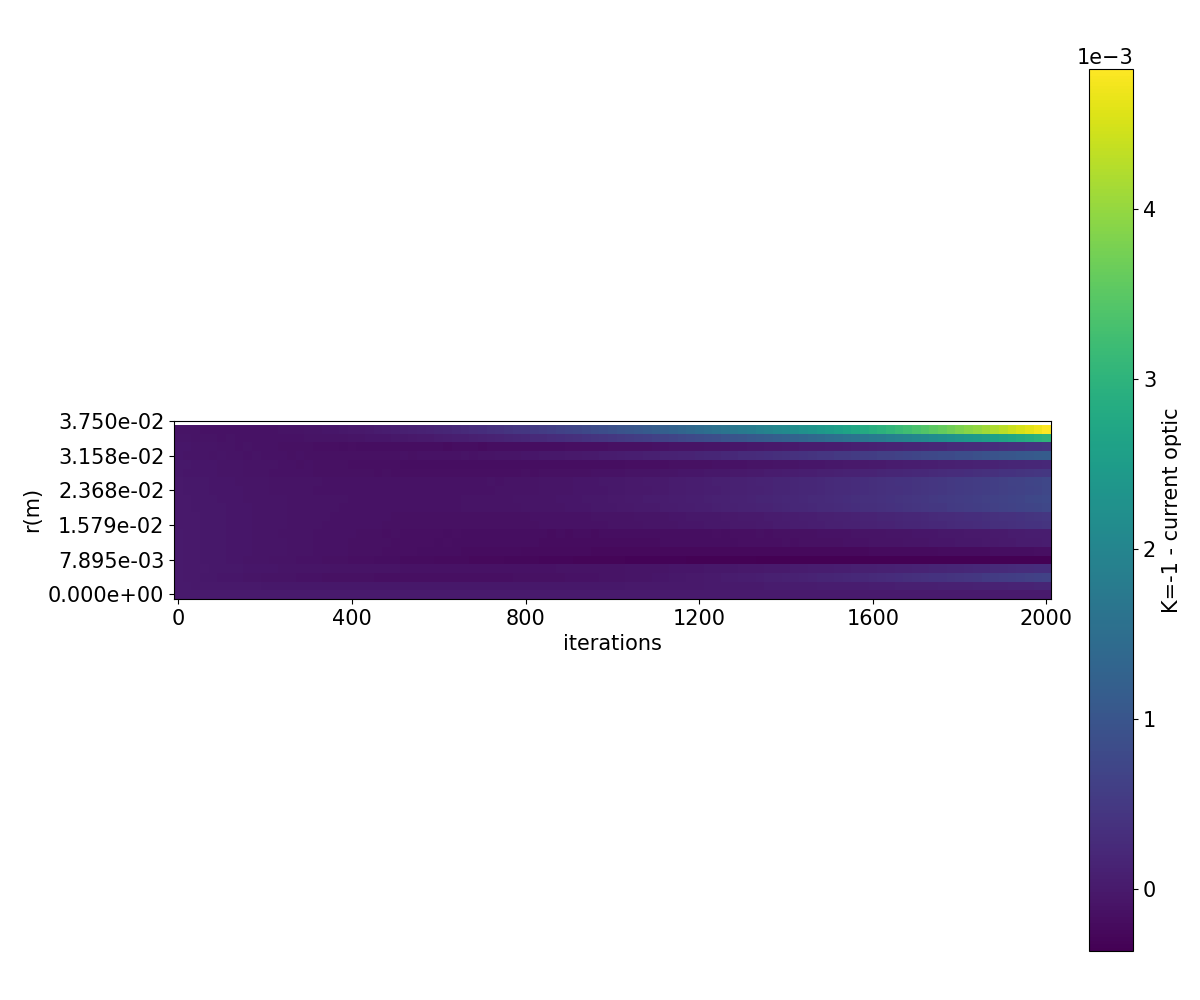 1e−3
3.750e-02
3.158e-02
2.368e-02
1.579e-02
7.895e-03
0.000e+00
r(m)
0 400 800 1200 1600 2000
iterations
4
3
2
1
0
K=-1 - current optic